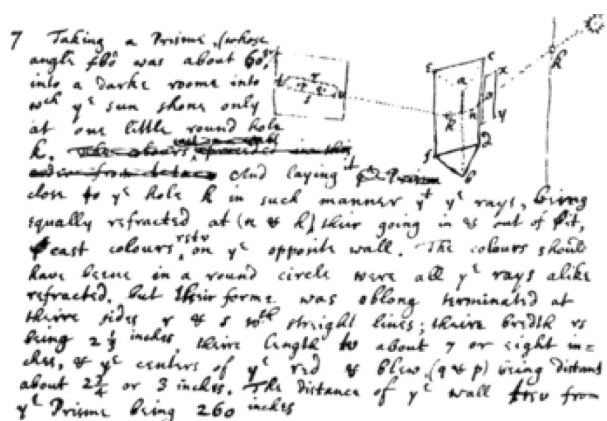 7 Taking a Prisme, (whose
angle fbd was about 60gr)
into a darke roome into
wch ye sun shone only
at one little round hole
k. And laying it
close to ye hole k in such manner yt ye rays, being
equally refracted at (n & h) their going in & out of it,
cast colours rstv on ye opposite wall. The colours should
have beene in a round circle were all ye rays alike
refracted, but their forme was oblong terminated at
theire sides r & s wth streight lines; theire bredth rs
being 2 1/3 inches, theire length tv about 7 or eight in=
ches, & ye centers of ye red & blew (q & p) being distant
about 2 3/4 or 3 inches. The distance of ye wall from
ye Prisme being 260 inches